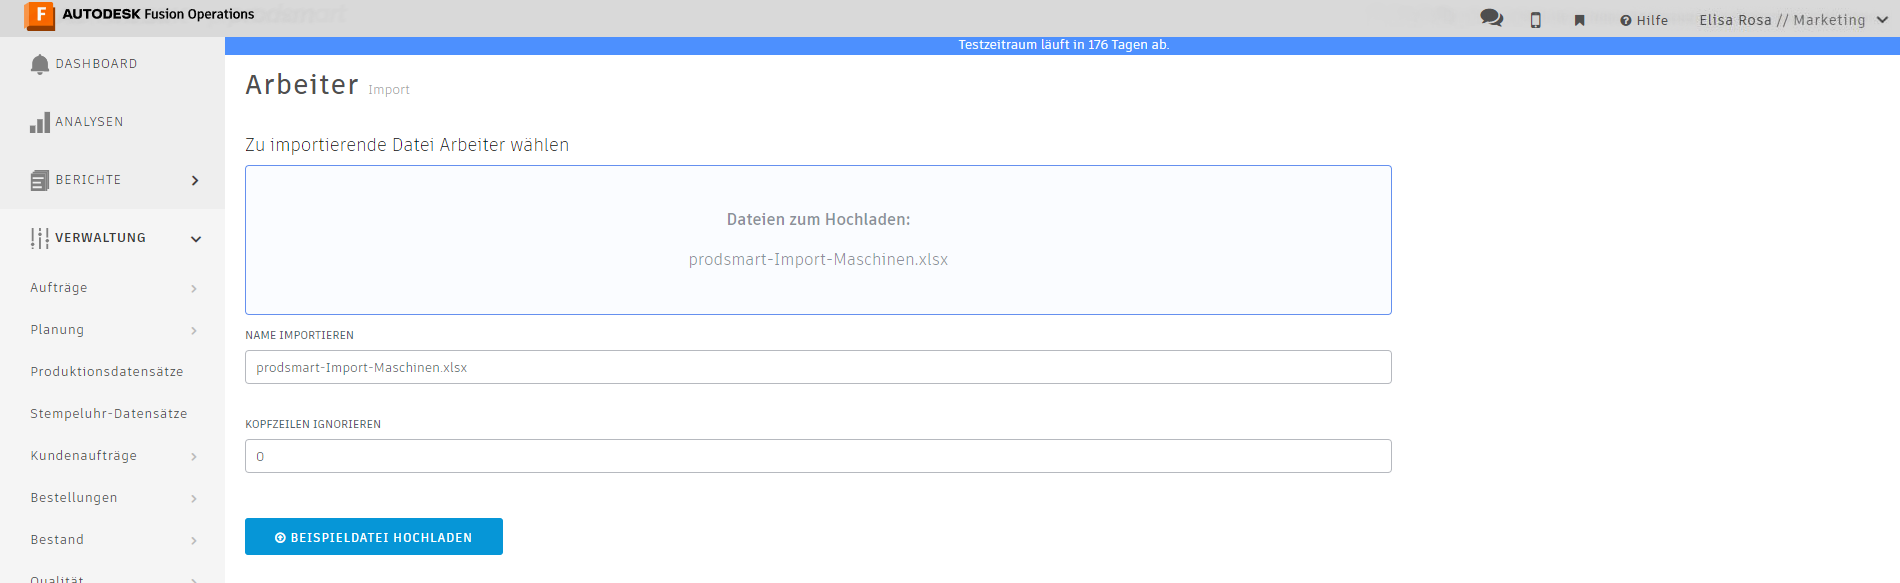 F AUTODESK Fusion Operations
Hilfe
Elisa Rosa // Marketing
Testzeitraum läuft in 176 Tagen ab.
DASHBOARD
ANALYSEN
BERICHTE
VERWALTUNG
Aufträge
Planung
Produktionsdatensätze
Stempeluhr-Datensätze
Kundenaufträge
Bestellungen
Bestand
Qualität
Arbeiter Import
Zu importierende Datei Arbeiter wählen
Dateien zum Hochladen:
prodsmart-Import-Maschinen.xlsx
NAME IMPORTIEREN
prodsmart-Import-Maschinen.xlsx
KOPFZEILEN IGNORIEREN
0
BEISPIELDATEI HOCHLADEN